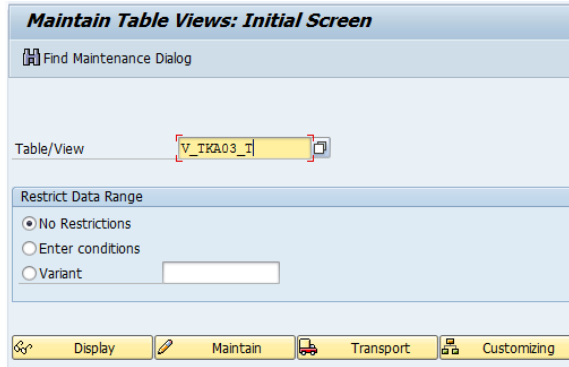 Maintain Table Views: Initial Screen
Find Maintenance Dialog
Table/View V_TKA03_T
Restrict Data Range
No Restrictions
Enter conditions
Variant
Display Maintain Transport Customizing